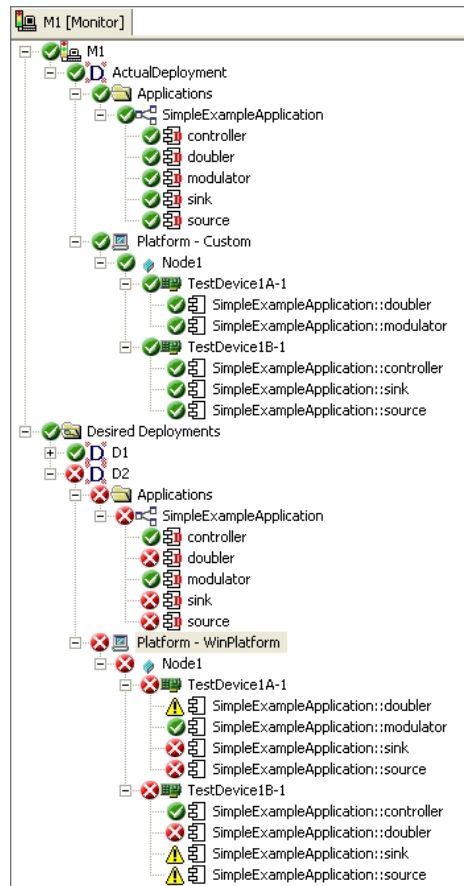 M1 [Monitor]
M1
ActualDeployment
Applications
SimpleExampleApplication
controller
doubler
modulator
sink
source
Platform - Custom
Node1
TestDevice1A-1
SimpleExampleApplication::doubler
SimpleExampleApplication::modulator
TestDevice1B-1
SimpleExampleApplication::controller
SimpleExampleApplication::sink
SimpleExampleApplication::source
Desired Deployments
D1
D2
Applications
SimpleExampleApplication
controller
doubler
modulator
sink
source
Platform - WinPlatform
Node1
TestDevice1A-1
SimpleExampleApplication::doubler
SimpleExampleApplication::modulator
SimpleExampleApplication::sink
SimpleExampleApplication::source
TestDevice1B-1
SimpleExampleApplication::controller
SimpleExampleApplication::doubler
SimpleExampleApplication::sink
SimpleExampleApplication::source